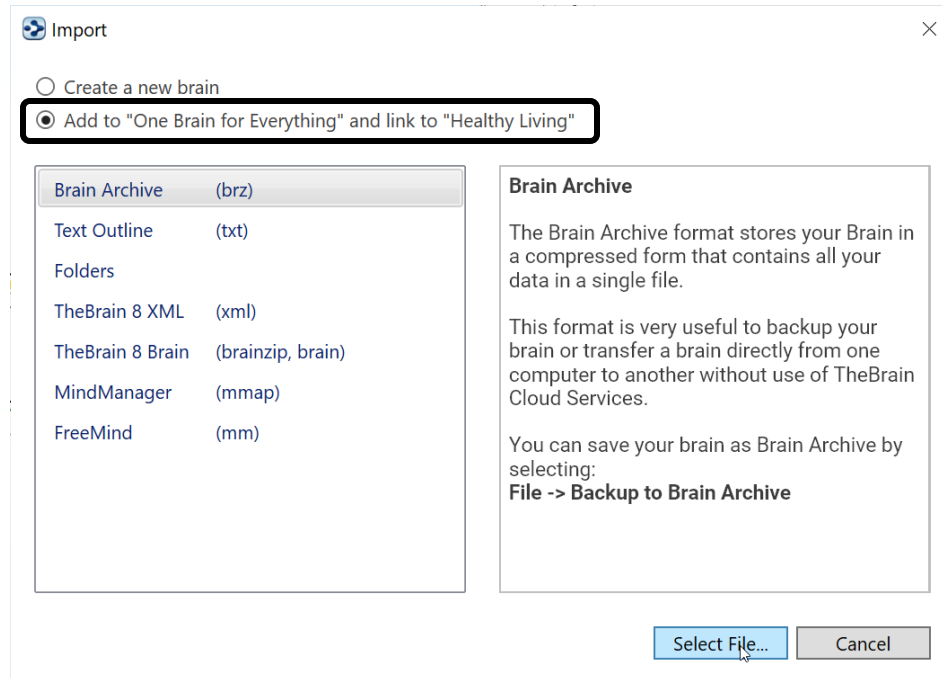 Import
Create a new brain
Add to "One Brain for Everything" and link to "Healthy Living"
Brain Archive (brz)
Text Outline (txt)
Folders
TheBrain 8 XML (xml)
TheBrain 8 Brain (brainzip, brain)
MindManager (mmap)
FreeMind (mm)
Brain Archive
The Brain Archive format stores your Brain in
a compressed form that contains all your
data in a single file.
This format is very useful to backup your
brain or transfer a brain directly from one
computer to another without use of TheBrain
Cloud Services.
You can save your brain as Brain Archive by
selecting:
File -> Backup to Brain Archive
Select File...
Cancel